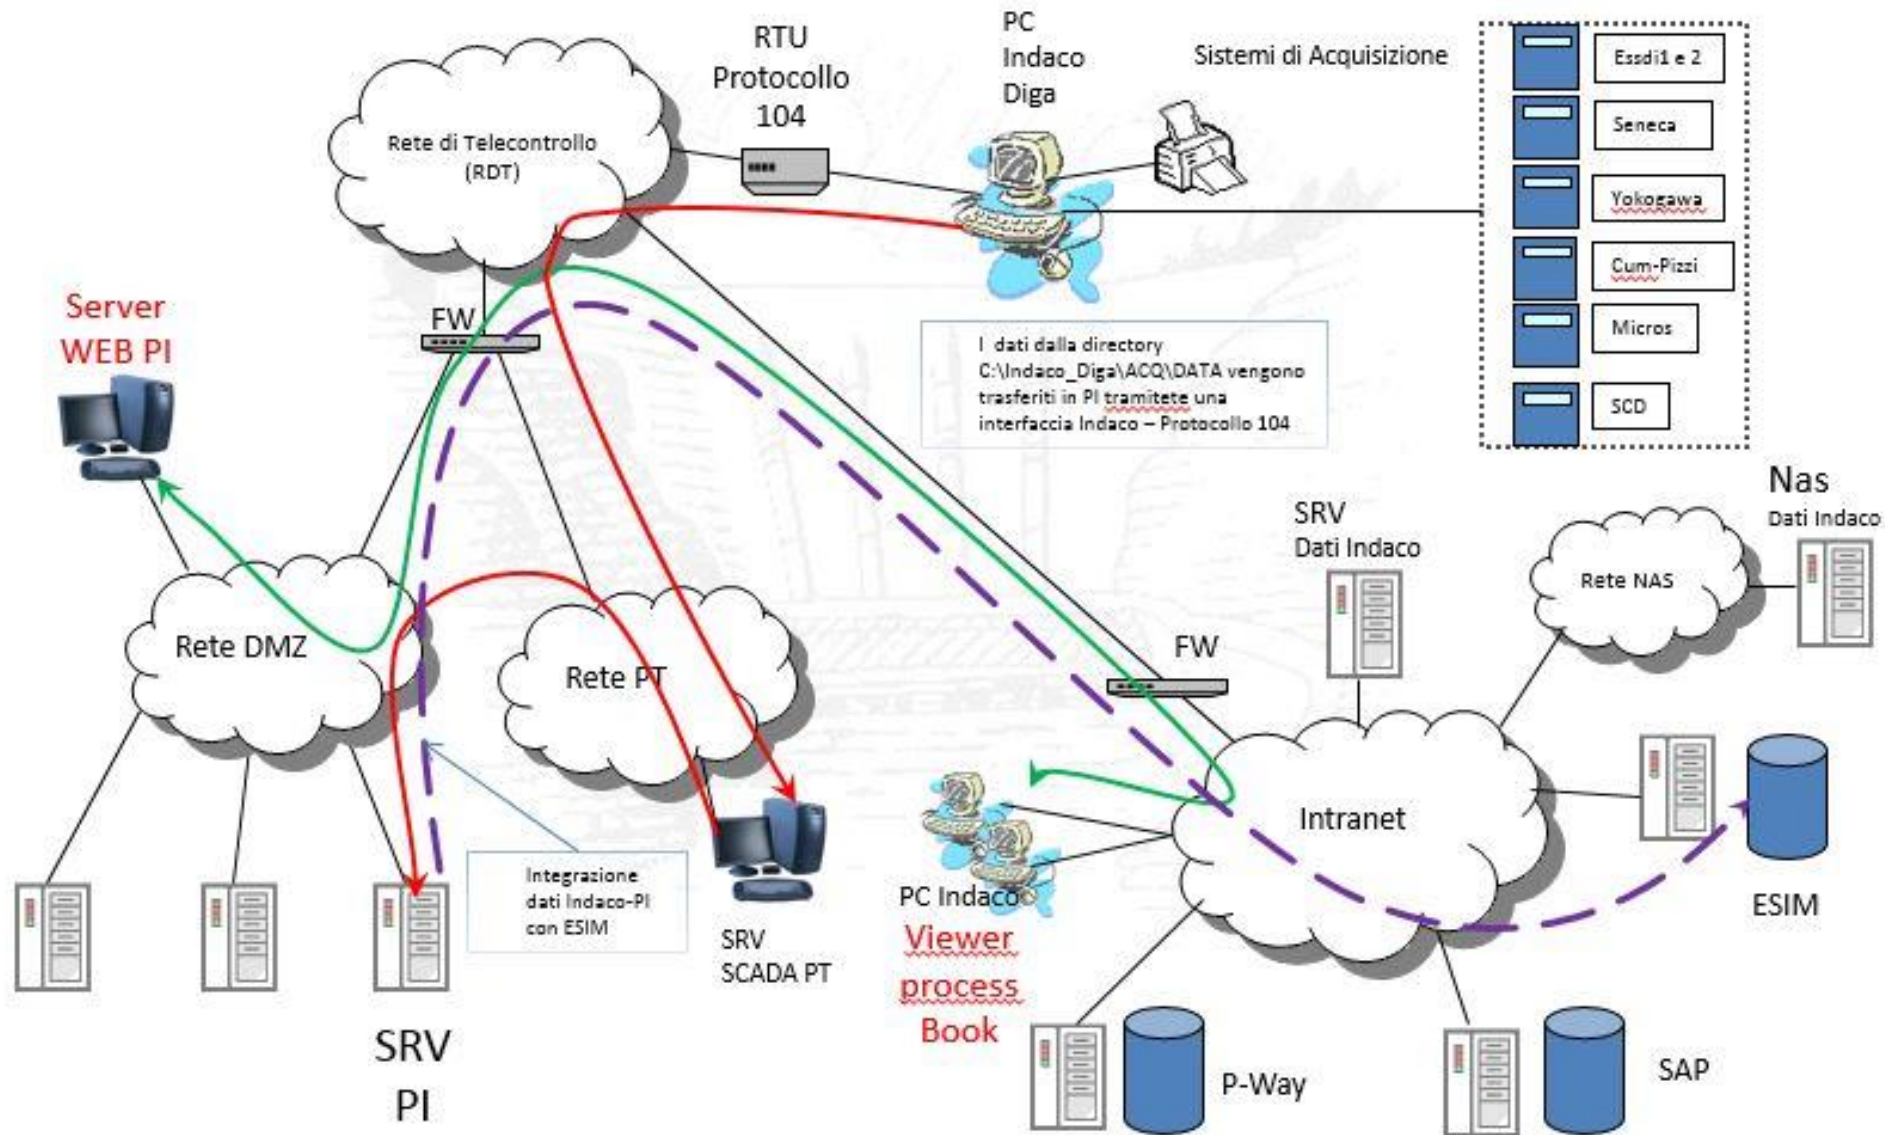 RTU
Protocollo
104
PC
Indaco
Diga
Sistemi di Acquisizione
Essdi1 e 2
Seneca
Yokogawa
Cum-Pizzi
Micros
SCD
Rete di Telecontrollo
(RDT)
Server
WEB PI
FW
I dati dalla directory
C:\Indaco_Diga\ACQ\DATA vengono
trasferiti in PI tramitete una
interfaccia Indaco – Protocollo 104
Nas
Dati Indaco
SRV
Dati Indaco
Rete NAS
Rete DMZ
Rete PT
FW
Intranet
Integrazione
dati Indaco-PI
con ESIM
SRV
SCADA PT
PC Indaco
Viewer
process
Book
ESIM
SRV
PI
P-Way
SAP